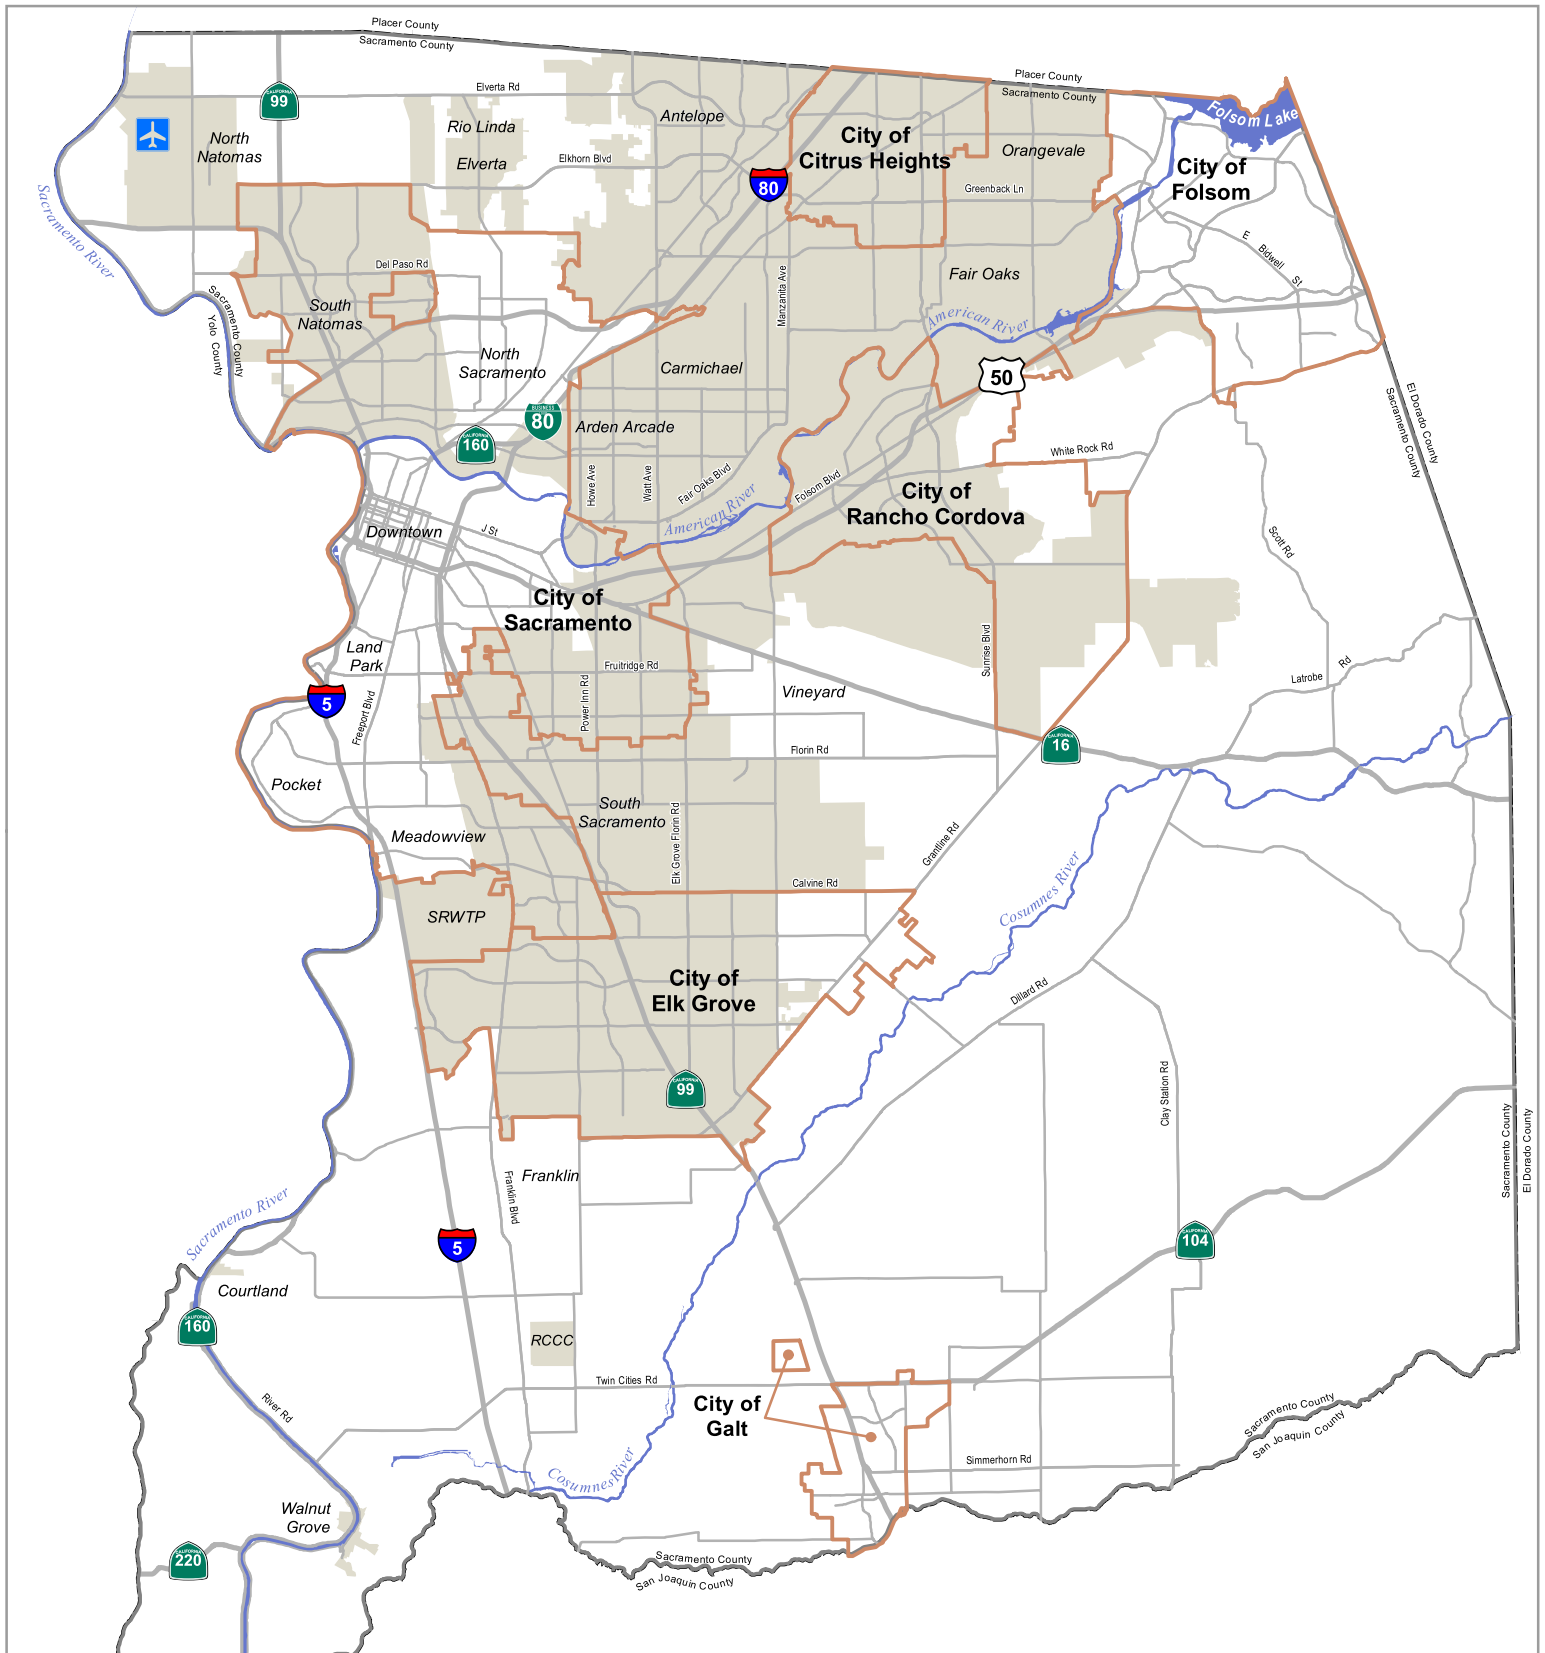 Placer County
Sacramento County
Placer County
Sacramento County
Elverta Rd
CALIFORNIA
99
North
Natomas
Rio Linda
Elverta
Antelope
Elkhorn Blvd
80
City of
Citrus Heights
Orangevale
Greenback Ln
Folsom Lake
City of
Folsom
E Bidwell St
Sacramento River
Sacramento County
Yolo County
Del Paso Rd
South
Natomas
Manzanita Ave
Fair Oaks
American River
North
Sacramento
Carmichael
50
BUSINESS
80
CALIFORNIA
160
Arden Arcade
Howe Ave
Watt Ave
Fair Oaks Blvd
American River
Folsom Blvd
White Rock Rd
City of
Rancho Cordova
El Dorado County
Sacramento County
Scott Rd
Downtown
J St
City of
Sacramento
Land
Park
Fruitridge Rd
Sunrise Blvd
Latrobe Rd
5
Freeport Blvd
Power Inn Rd
Vineyard
Florin Rd
CALIFORNIA
16
Pocket
South
Sacramento
Meadowview
Elk Grove Florin Rd
Grantline Rd
Calvine Rd
Cosumnes River
SRWTP
City of
Elk Grove
Dillard Rd
CALIFORNIA
99
Clay Station Rd
Sacramento County
El Dorado County
Franklin
Franklin Blvd
Sacramento River
5
CALIFORNIA
104
Courtland
CALIFORNIA
160
RCCC
Twin Cities Rd
City of
Galt
River Rd
Sacramento County
San Joaquin County
Simmerhorn Rd
Cosumnes River
Walnut
Grove
CALIFORNIA
220
Sacramento County
San Joaquin County